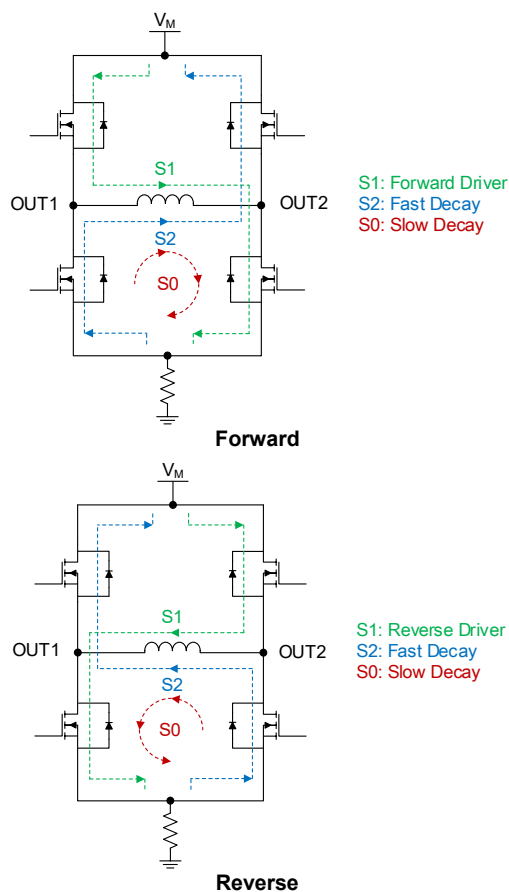 VM
S1
OUT1
OUT2
S2
S0
S1: Forward Driver
S2: Fast Decay
S0: Slow Decay
Forward
VM
S1
OUT1
OUT2
S2
S0
S1: Reverse Driver
S2: Fast Decay
S0: Slow Decay
Reverse